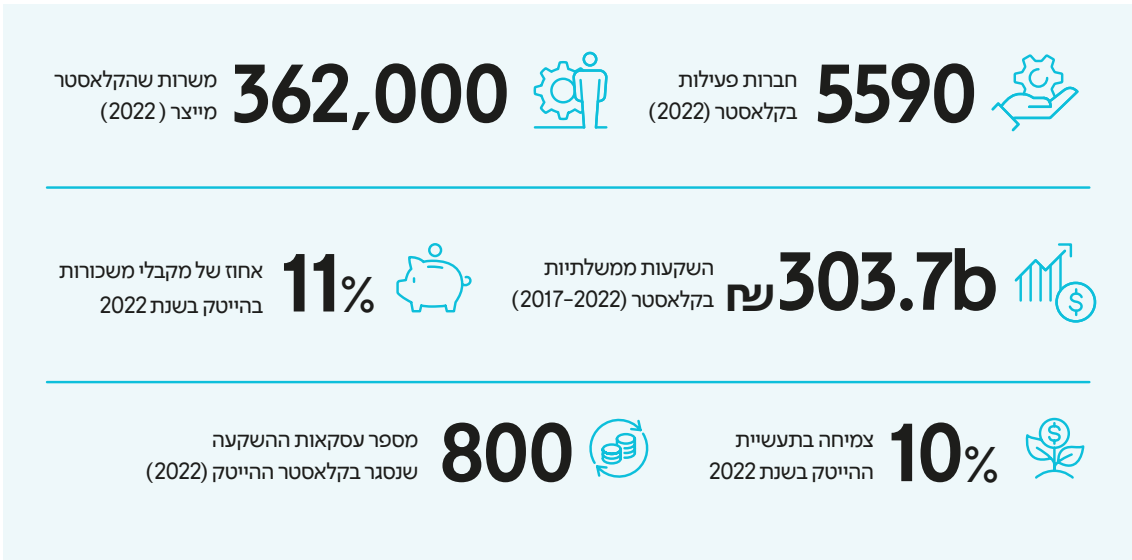 5590
חברות פעילות
בקלאסטר (2022)
362,000
משרות שהקלאסטר
מייצר ( 2022)
₪303.7b
השקעות ממשלתיות
בקלאסטר (2017-2022)
11%
אחוז של מקבלי משכורות
בהייטק בשנת 2022
10%
צמיחה בתעשיית
ההייטק בשנת 2022
800
מספר עסקאות ההשקעה
שנסגר בקלאסטר ההייטק (2022)